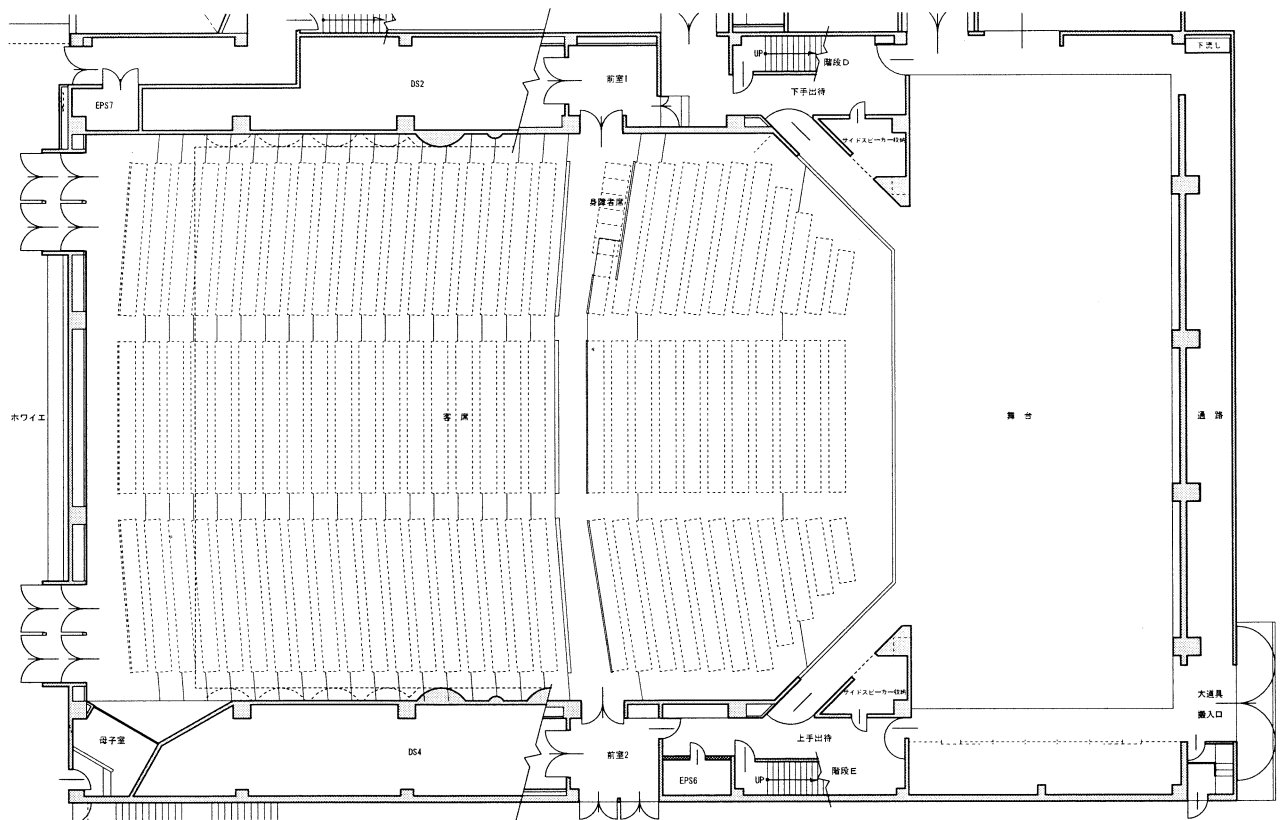 下流し
UP
階段D
前室1
DS2
下手出待
EPS7
サイドスピーカー収納
身障者席
ホワイエ
客席
舞台
通路
サイドスピーカー収納
大道具
搬入口
母子室
上手出待
DS4
前室2
階段E
EPS6
UP